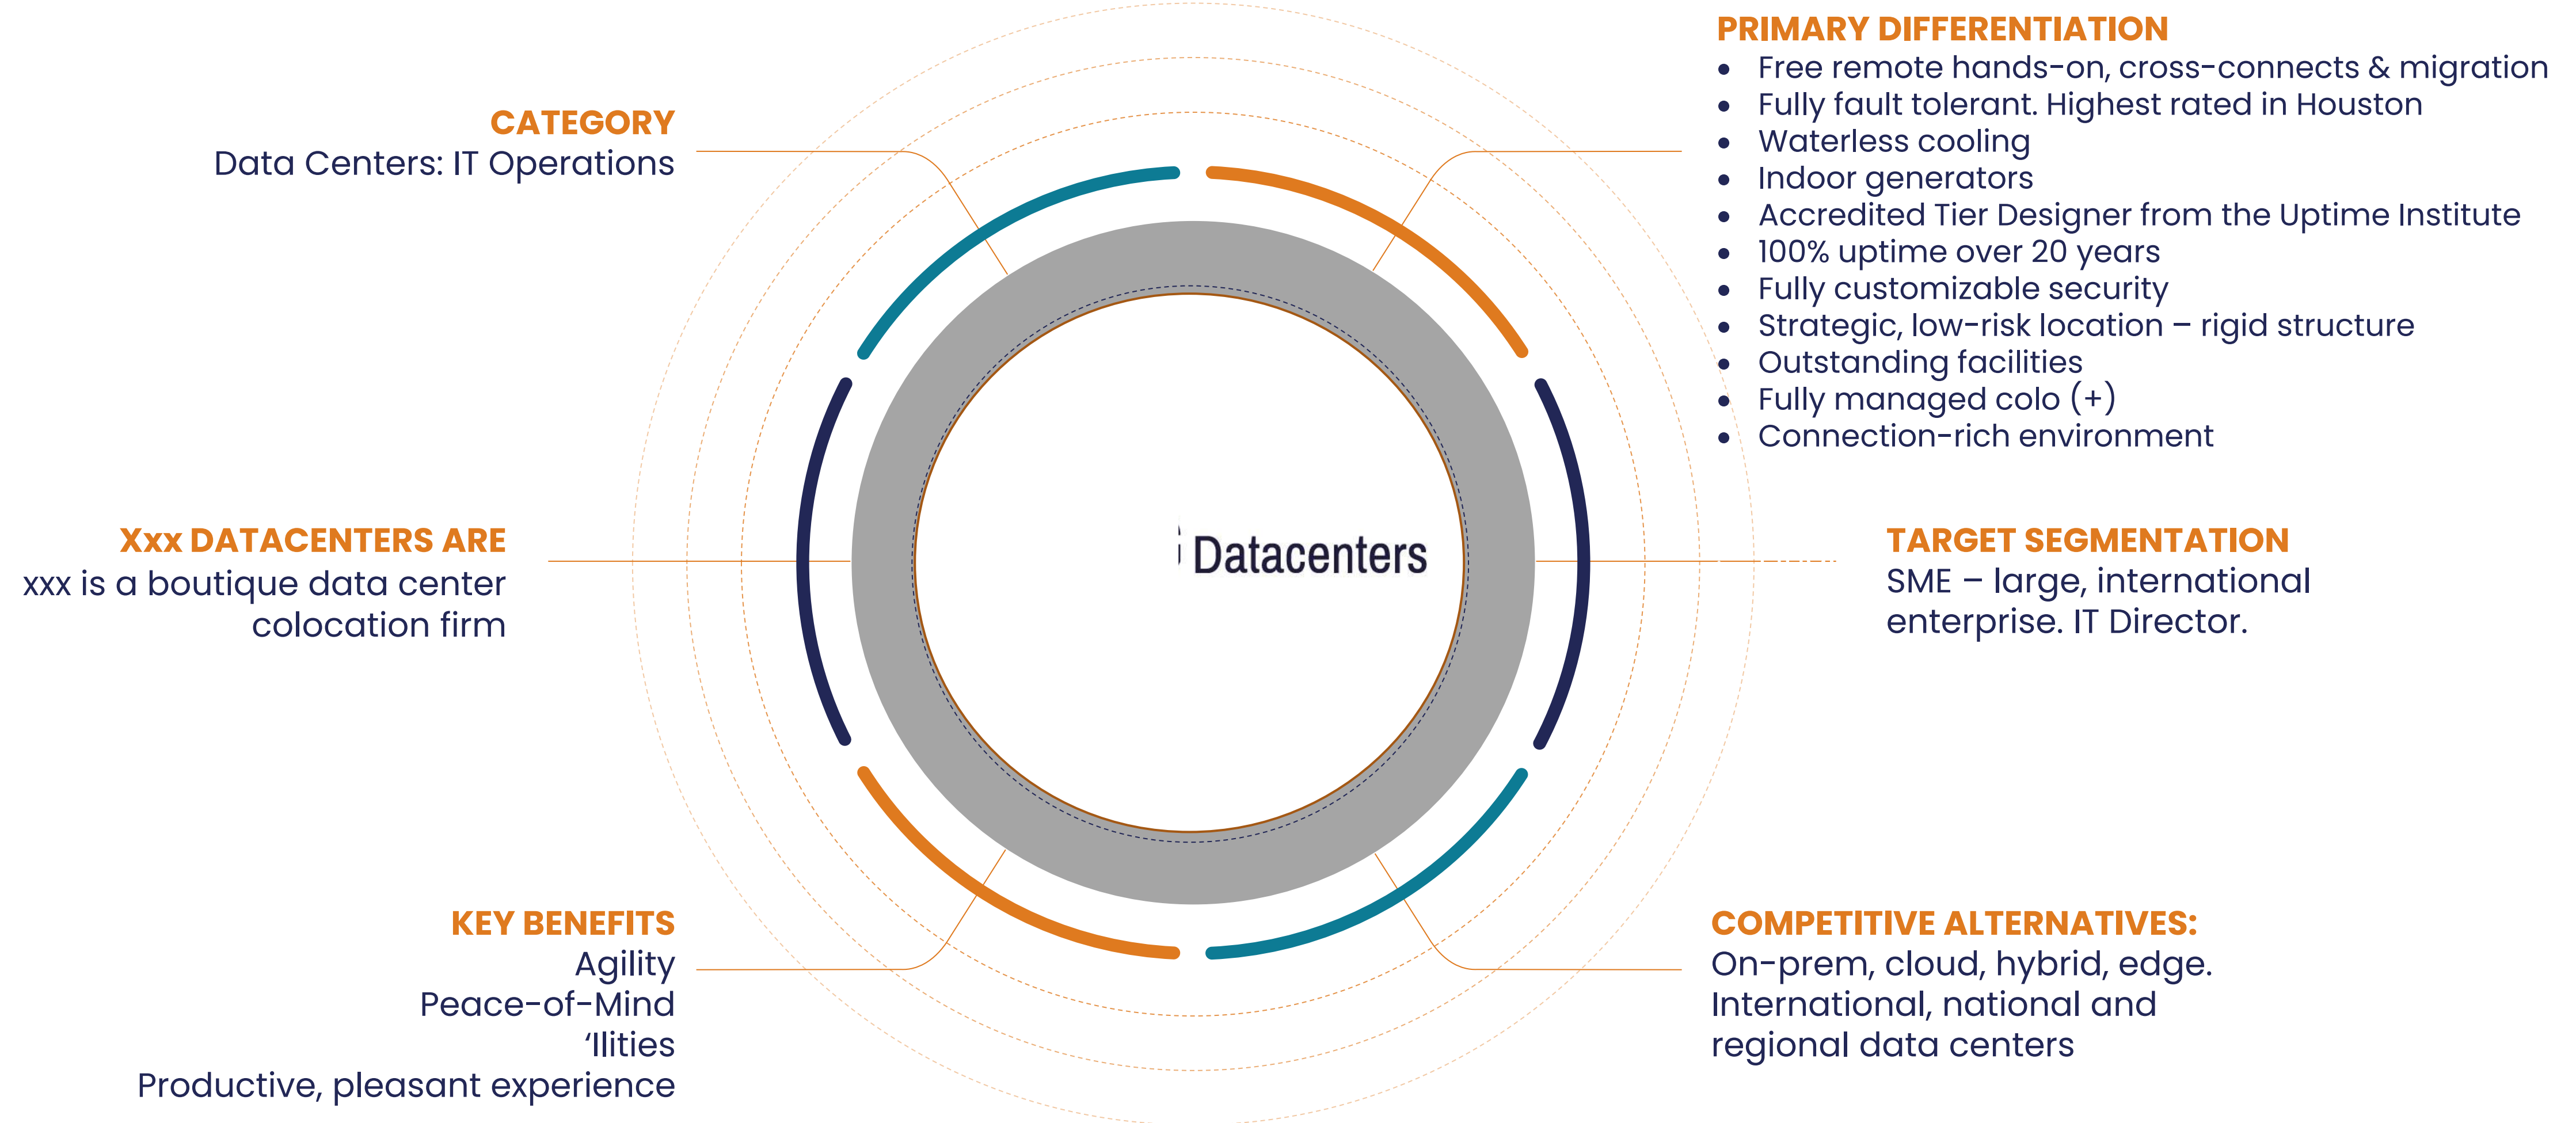 CATEGORY
Data Centers: IT Operations
Xxx DATACENTERS ARE
xxx is a boutique data center
colocation firm
KEY BENEFITS
Agility
Peace-of-Mind
‘Ilities
Productive, pleasant experience
Datacenters
PRIMARY DIFFERENTIATION
• Free remote hands-on, cross-connects & migration
• Fully fault tolerant. Highest rated in Houston
• Waterless cooling
• Indoor generators
• Accredited Tier Designer from the Uptime Institute
• 100% uptime over 20 years
• Fully customizable security
• Strategic, low-risk location – rigid structure
• Outstanding facilities
• Fully managed colo (+)
• Connection-rich environment
TARGET SEGMENTATION
SME – large, international
enterprise. IT Director.
COMPETITIVE ALTERNATIVES:
On-prem, cloud, hybrid, edge.
International, national and
regional data centers